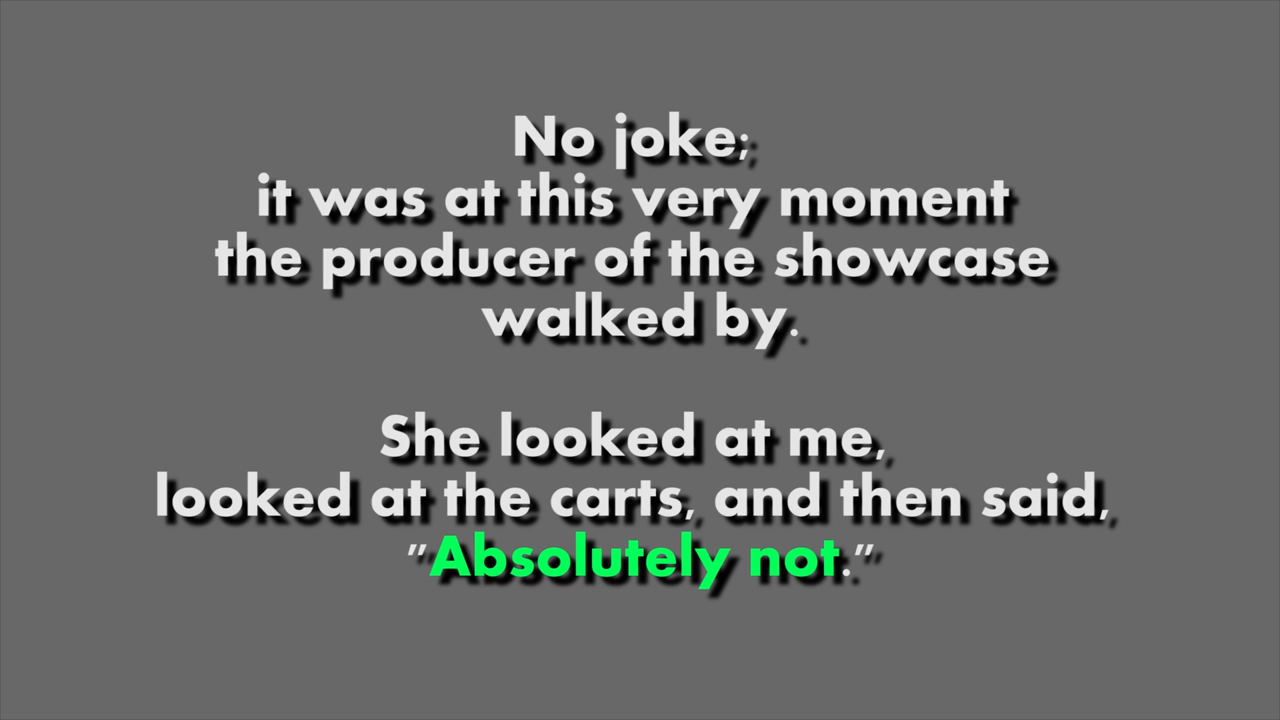 No joke;
it was at this very moment
the producer of the showcase
walked by.
She looked at me,
looked at the carts, and then said,
"Absolutely not."